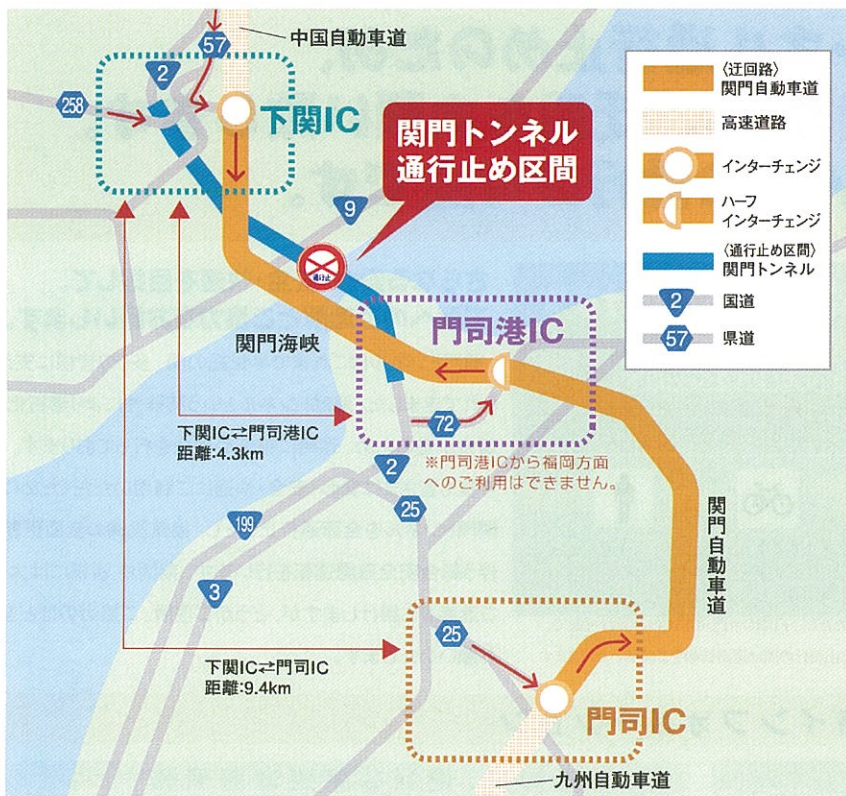 57
中国自動車道
2
258
下関IC
関門トンネル
通行止め区間
9
通行止
関門海峡
門司港IC
下関IC⇄門司港IC
距離:4.3km
72
※門司港ICから福岡方面
へのご利用はできません。
2
25
199
3
関門自動車道
25
下関IC⇄門司IC
距離:9.4km
門司IC
九州自動車道
〈迂回路〉
関門自動車道
高速道路
インターチェンジ
ハーフ
インターチェンジ
〈通行止め区間〉
関門トンネル
2
国道
57
県道